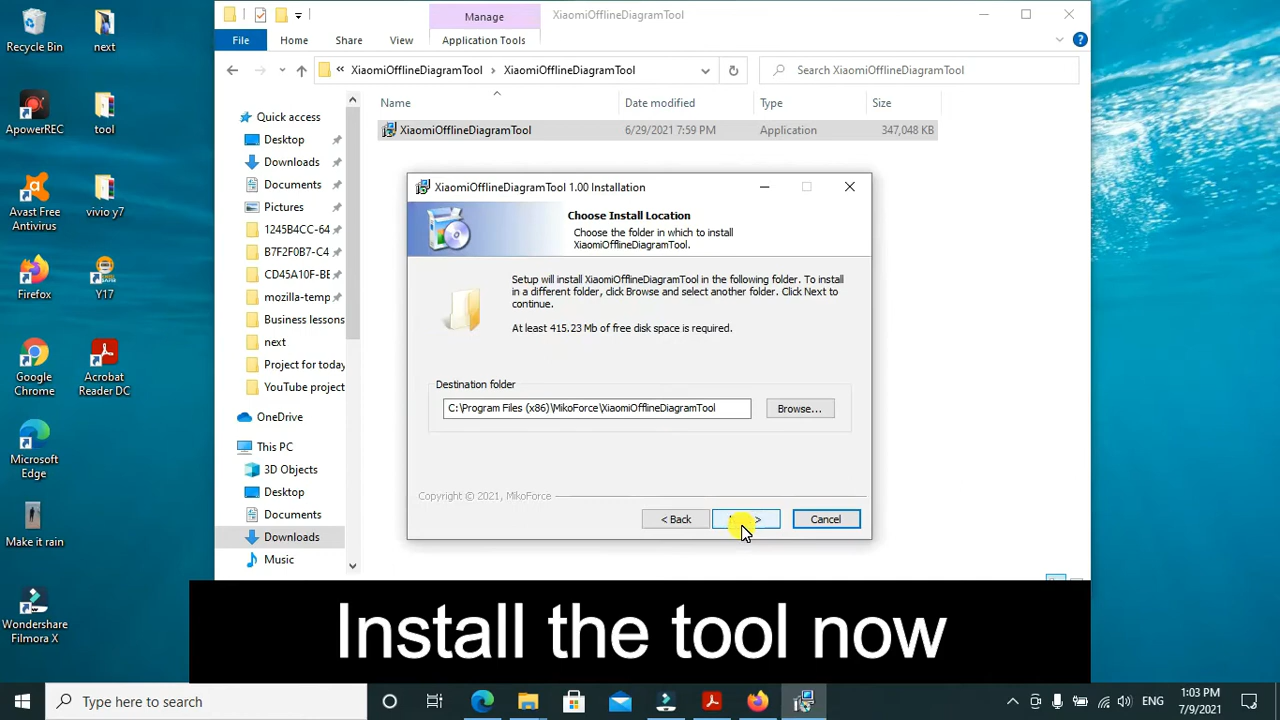 Recycle Bin
next
ApowerREC
tool
Avast Free
Antivirus
vivio y7
Firefox
Y17
Google
Chrome
Acrobat
Reader DC
Microsoft
Edge
Make it rain
Wondershare
Filmora X
Manage
XiaomiOfflineDiagramTool
File
Home
Share
View
Application Tools
XiaomiOfflineDiagramTool
XiaomiOfflineDiagramTool
Search XiaomiOfflineDiagramTool
Name
Date modified
Type
Size
XiaomiOfflineDiagramTool
6/29/2021 7:59 PM
Application
347,048 KB
Quick access
Desktop
Downloads
Documents
Pictures
1245B4CC-64
B7F2F0B7-C4
CD45A10F-BE
mozilla-temp
Business lessons
next
Project for today
YouTube project
OneDrive
This PC
3D Objects
Desktop
Documents
Downloads
Music
XiaomiOfflineDiagramTool 1.00 Installation
Choose Install Location
Choose the folder in which to install
XiaomiOfflineDiagramTool.
Setup will install XiaomiOfflineDiagramTool in the following folder. To install
in a different folder, click Browse and select another folder. Click Next to
continue.
At least 415.23 Mb of free disk space is required.
Destination folder
C:\Program Files (x86)\MikoForce\XiaomiOfflineDiagramTool
Browse...
Copyright © 2021, MikoForce
< Back
>
Cancel
Install the tool now
Type here to search
ENG
1:03 PM
7/9/2021